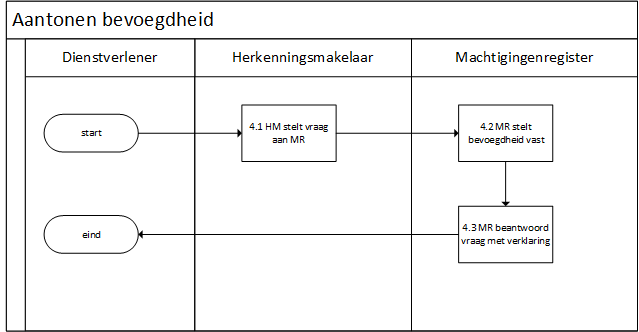 Aantonen bevoegdheid
Dienstverlener
Herkenningsmakelaar
Machtigingenregister
start
4.1 HM stelt vraag
aan MR
4.2 MR stelt
bevoegdheid vast
eind
4.3 MR beantwoord
vraag met verklaring